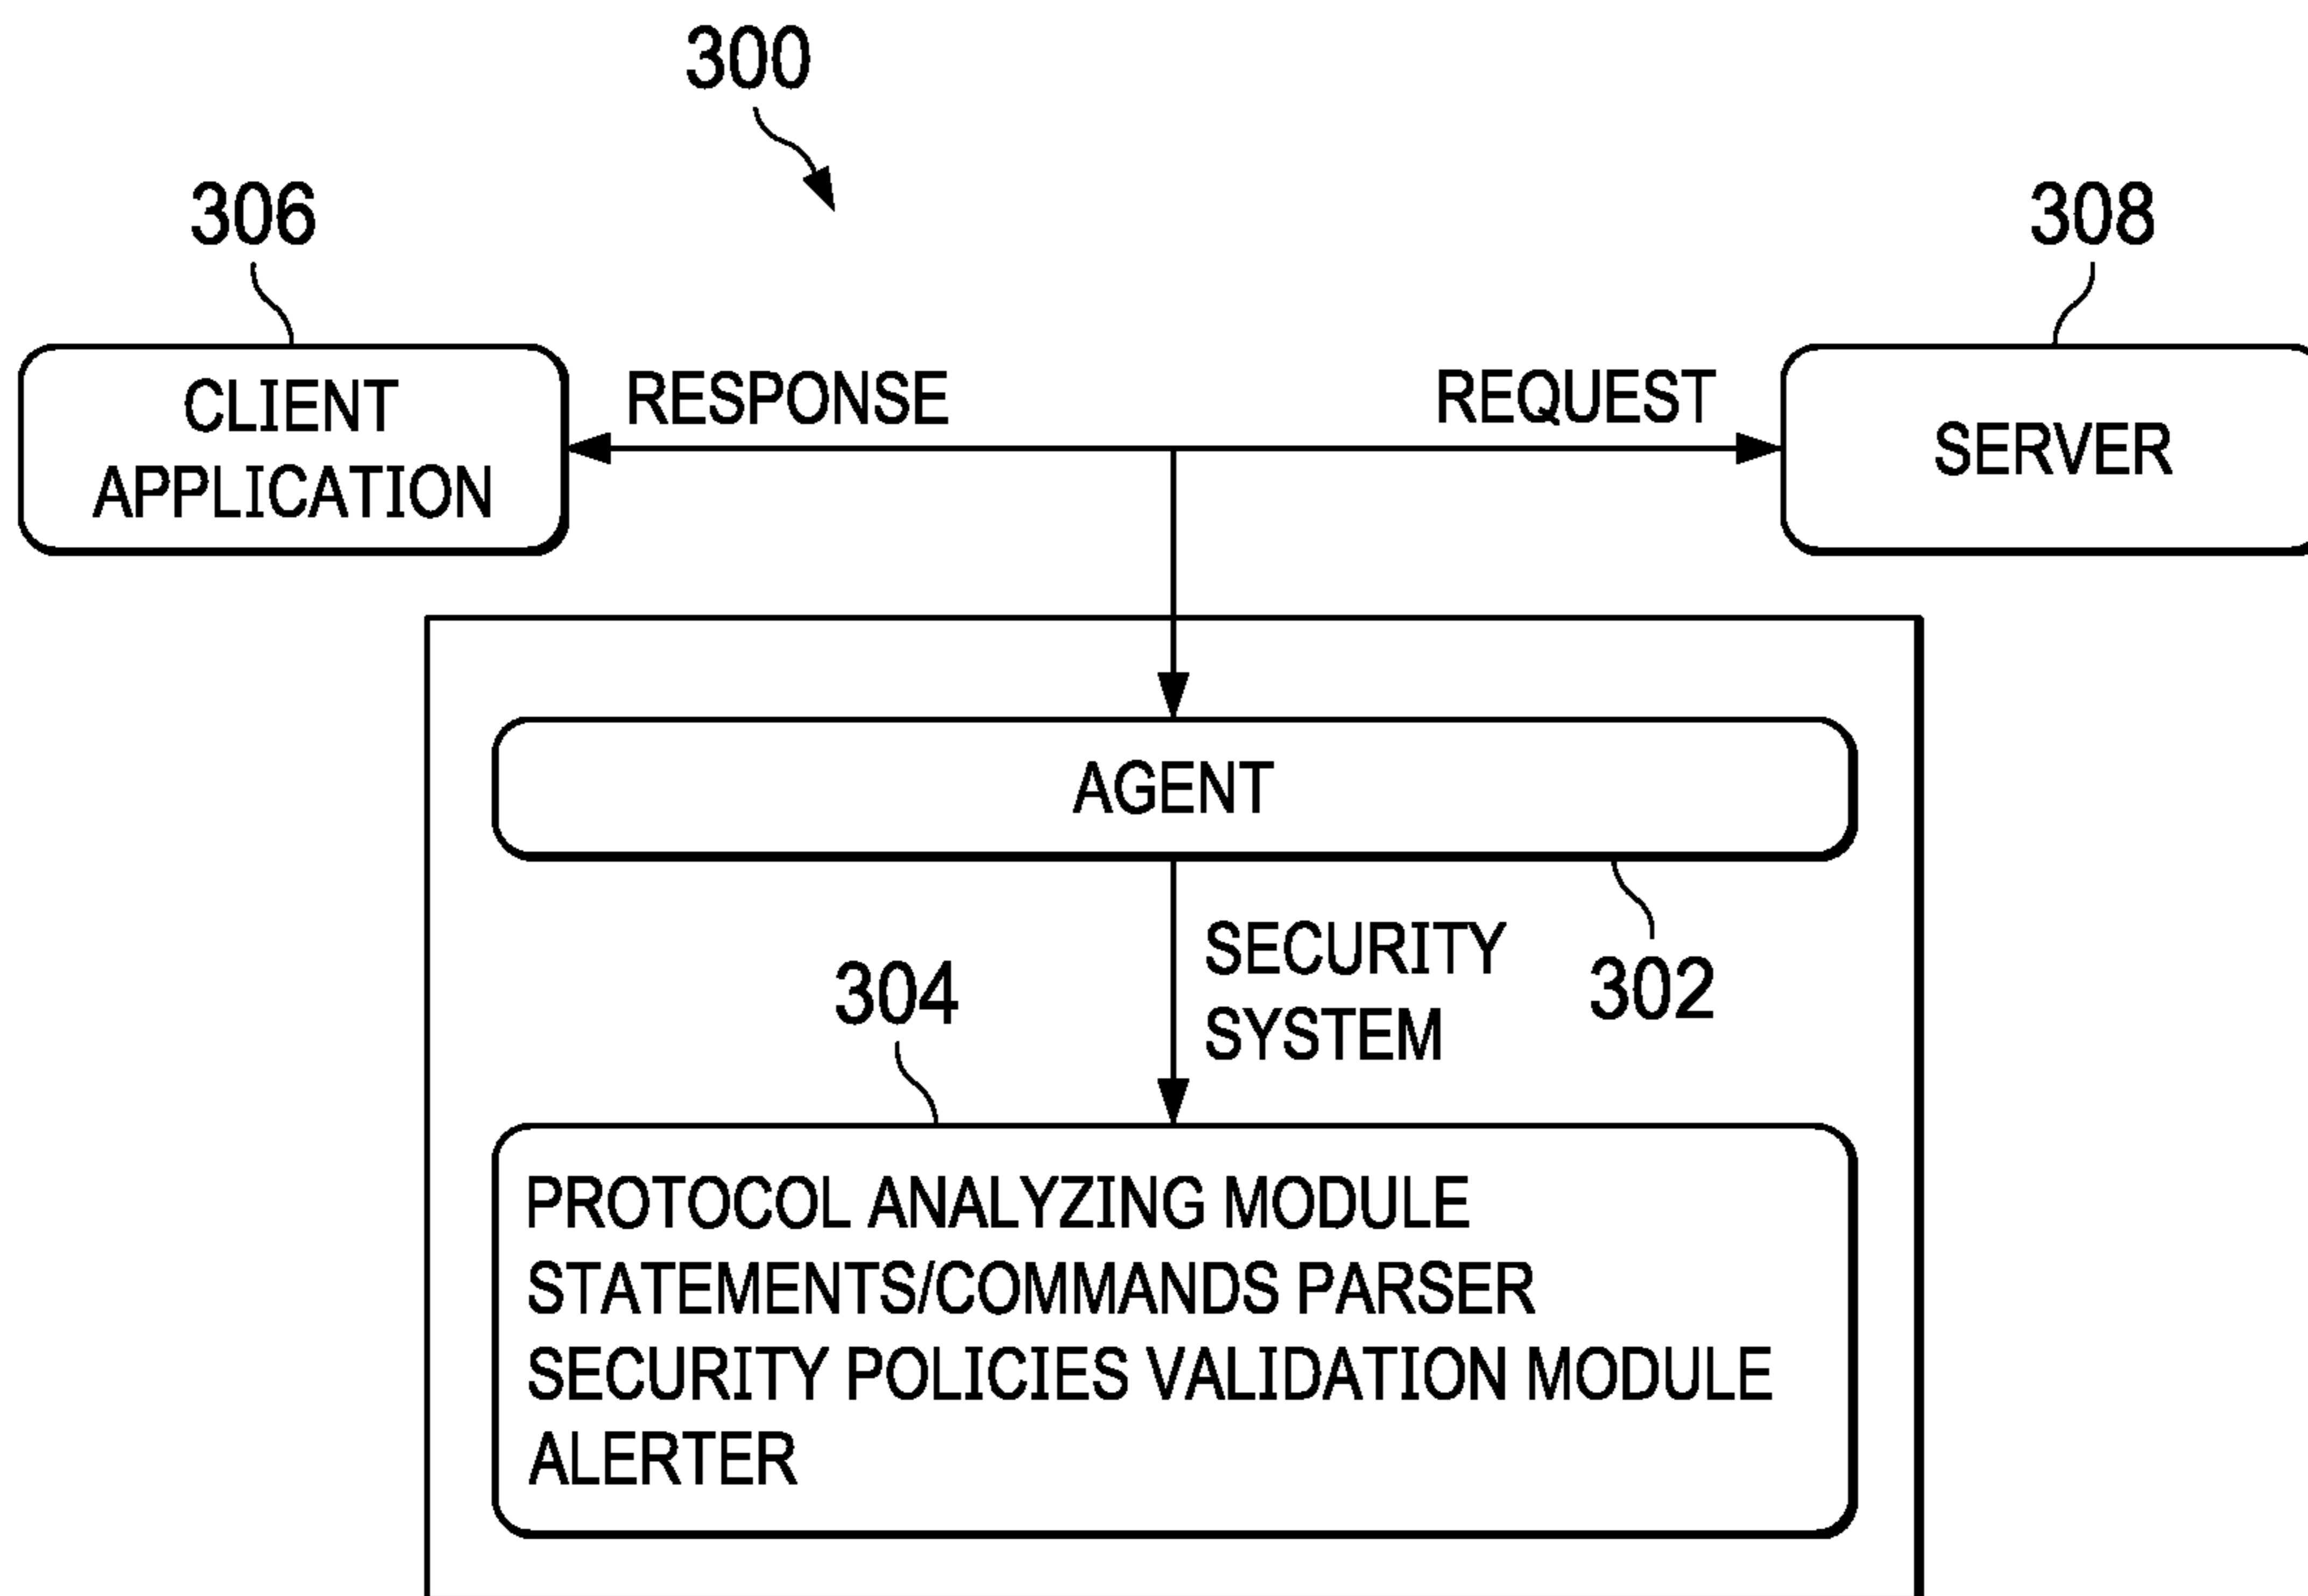 300
306
308
CLIENT
APPLICATION
RESPONSE
REQUEST
SERVER
AGENT
SECURITY
SYSTEM
302
304
PROTOCOL ANALYZING MODULE
STATEMENTS/COMMANDS PARSER
SECURITY POLICIES VALIDATION MODULE
ALERTER